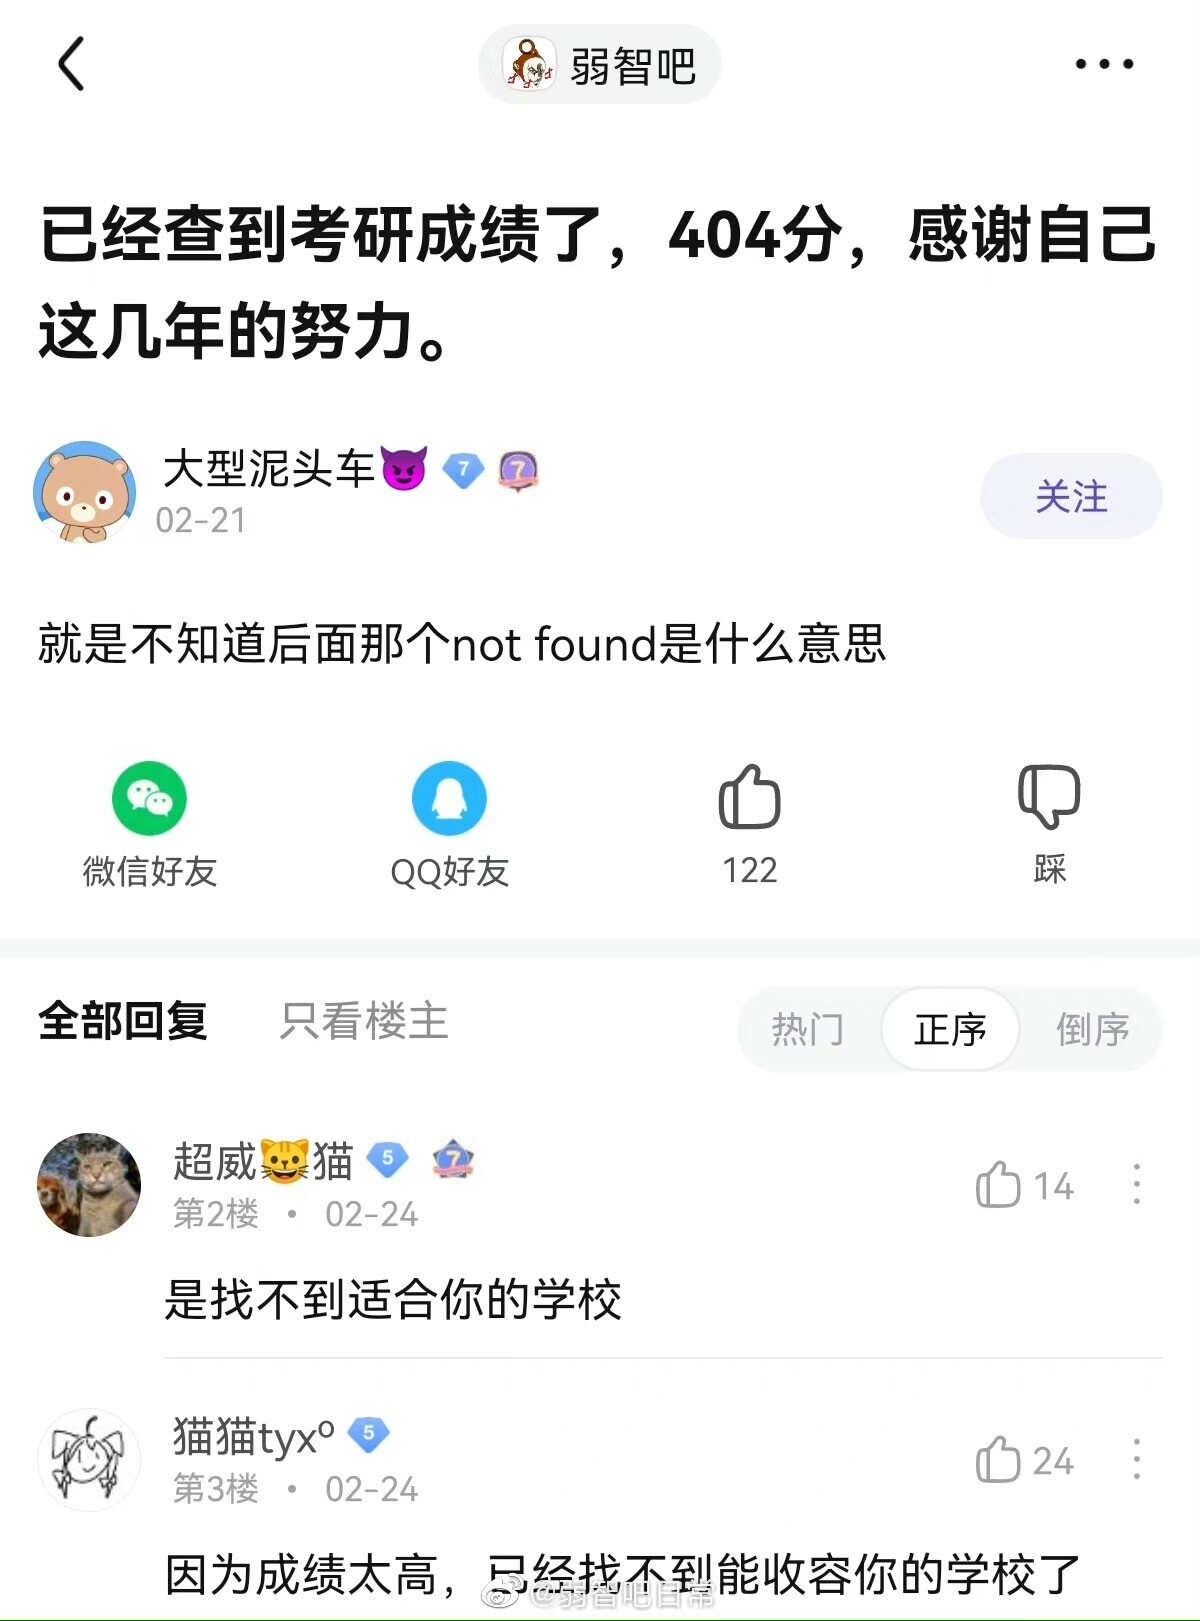 弱智吧
已经查到考研成绩了，404分，感谢自己
这几年的努力。
大型泥头车😈 7 7
02-21
关注
就是不知道后面那个not found是什么意思
微信好友
QQ好友
122
踩
全部回复
只看楼主
热门
正序
倒序
超威😺猫 5 7
第2楼 • 02-24
14
是找不到适合你的学校
猫猫tyxº 5
第3楼 • 02-24
24
因为成绩太高，已经找不到能收容你的学校了
@弱智吧日常